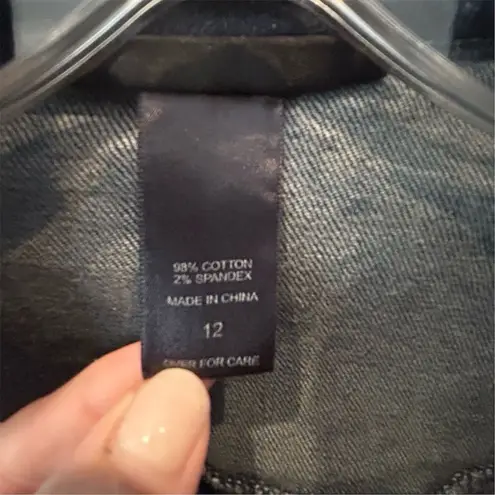 98% COTTON
2% SPANDEX
MADE IN CHINA
12
OVER FOR CARE